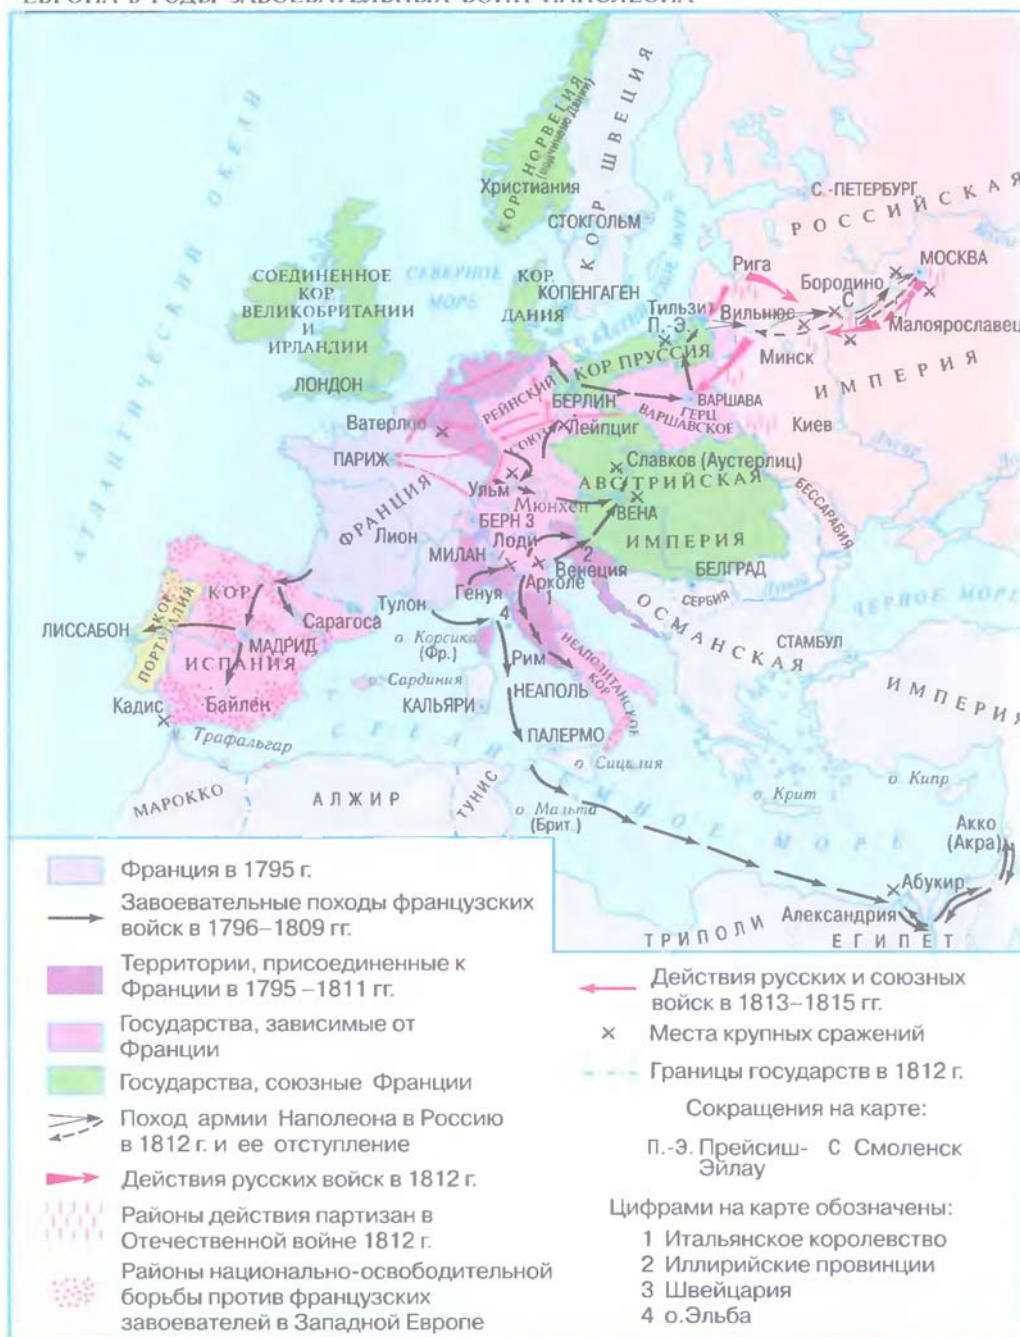 ЕВРОПА В ГОДЫ ЗАВОЕВАТЕЛЬНЫХ ВОЙН НАПОЛЕОНА
АТЛАНТИЧЕСКИЙ ОКЕАН
КОР НОРВЕГИЯ
(подчинено Дании)
КОР ШВЕЦИЯ
Христиания
СТОКГОЛЬМ
С.-ПЕТЕРБУРГ
РОССИЙСКАЯ
ИМПЕРИЯ
МОСКВА
Бородино
С
Малоярославец
Рига
СОЕДИНЕННОЕ
КОР.
ВЕЛИКОБРИТАНИИ
И
ИРЛАНДИИ
ЛОНДОН
СЕВЕРНОЕ
МОРЕ
КОР.
ДАНИЯ
КОПЕНГАГЕН
Тильзи
П.-Э.
Вильнюс
Минск
КОР ПРУССИЯ
БЕРЛИН
ВАРШАВА
ГЕРЦ
ВАРШАВСКОЕ
Киев
РЕЙНСКИЙ
СОЮЗ
Лейпциг
Ватерлоо
ПАРИЖ
ФРАНЦИЯ
Славков (Аустерлиц)
АВСТРИЙСКАЯ
ИМПЕРИЯ
Ульм
Мюнхен
ВЕНА
БЕРН 3
Лион
Лоди
МИЛАН
2
Венеция
Арколе
1
Генуя
БЕЛГРАД
СЕРБИЯ
БЕССАРАБИЯ
Дунай
ЧЕРНОЕ МОРЕ
ОСМАНСКАЯ
ИМПЕРИЯ
СТАМБУЛ
Тулон
4
о. Корсика
(Фр.)
Рим
НЕАПОЛИТАНСКОЕ
КОР
Сардиния
НЕАПОЛЬ
КАЛЬЯРИ
ПАЛЕРМО
о. Сицилия
КОР.
ПОРТУГАЛИЯ
ЛИССАБОН
КОР.
ИСПАНИЯ
МАДРИД
Сарагоса
Байлен
Кадис
Трафальгар
МАРОККО
АЛЖИР
ТУНИС
о. Мальта
(Брит.)
о. Крит
о. Кипр
Акко
(Акра)
Абукир
Александрия
ТРИПОЛИ
ЕГИПЕТ
Франция в 1795 г.
Завоевательные походы французских
войск в 1796–1809 гг.
Территории, присоединенные к
Франции в 1795 –1811 гг.
Государства, зависимые от
Франции
Государства, союзные Франции
Поход армии Наполеона в Россию
в 1812 г. и ее отступление
Действия русских войск в 1812 г.
Районы действия партизан в
Отечественной войне 1812 г.
Районы национально-освободительной
борьбы против французских
завоевателей в Западной Европе
Действия русских и союзных
войск в 1813–1815 гг.
Места крупных сражений
Границы государств в 1812 г.
Сокращения на карте:
П.-Э. Прейсиш-
Эйлау
С Смоленск
Цифрами на карте обозначены:
1 Итальянское королевство
2 Иллирийские провинции
3 Швейцария
4 о.Эльба